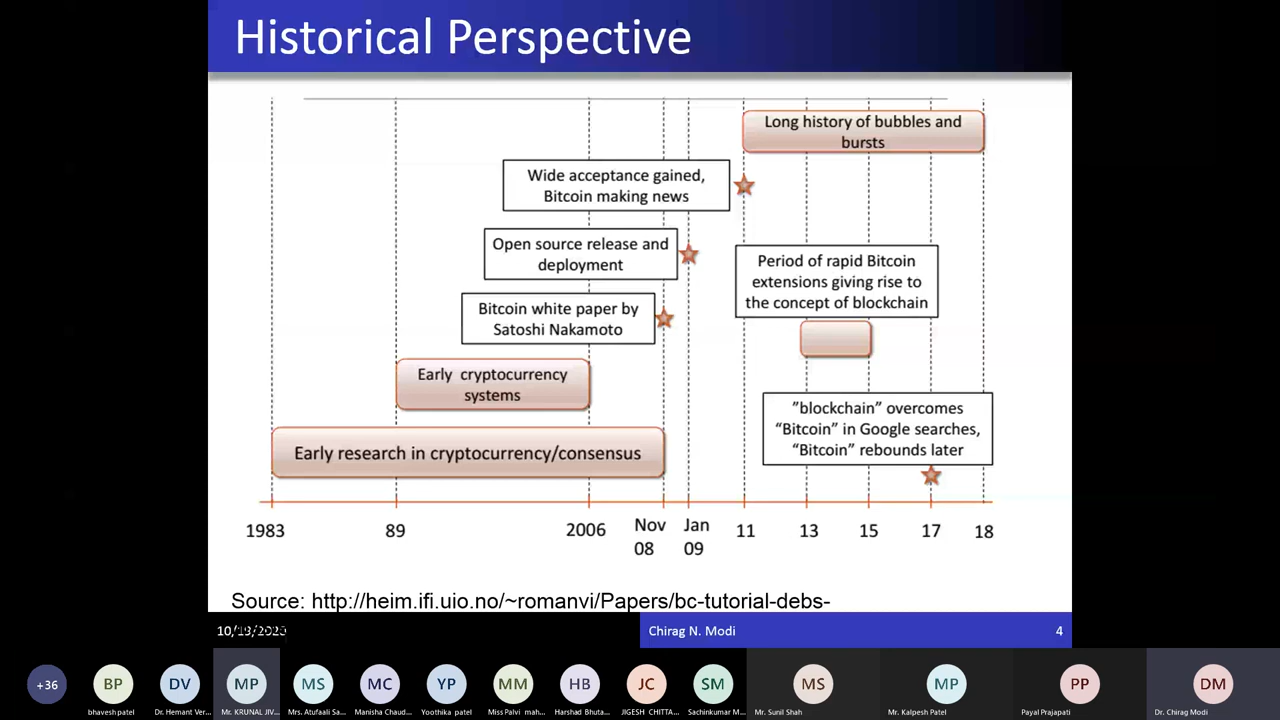 Historical Perspective
Long history of bubbles and
bursts
Wide acceptance gained,
Bitcoin making news
Open source release and
deployment
Period of rapid Bitcoin
extensions giving rise to
the concept of blockchain
Bitcoin white paper by
Satoshi Nakamoto
Early cryptocurrency
systems
"blockchain" overcomes
"Bitcoin" in Google searches,
"Bitcoin" rebounds later
Early research in cryptocurrency/consensus
1983 89 2006 Nov 08 Jan 09 11 13 15 17 18
Source: http://heim.ifi.uio.no/~romanvi/Papers/bc-tutorial-debs-
Chirag N. Modi
4
+36 BP DV MP MS MC YP MM HB JC SM MS MP PP DM
bhavesh patel Dr. Hemant Ver... Mr. KRUNAL JIV... Mrs. Atufaali Sa... Manisha Chaud... Yoothika patel Miss Palvi mah... Harshad Bhuta... JIGESH CHITTA... Sachinkumar M... Mr. Sunil Shah Mr. Kalpesh Patel Payal Prajapati Dr. Chirag Modi